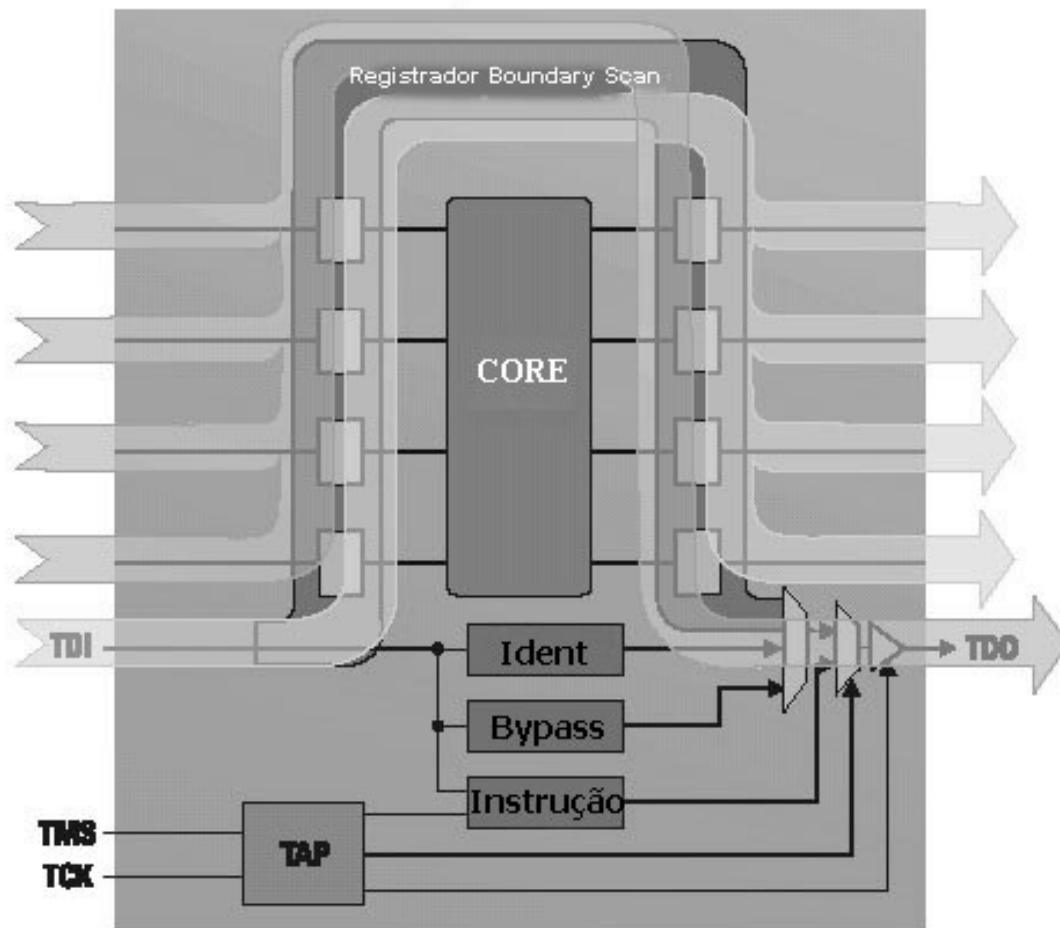 Registrador Boundary Scan
CORE
TDI
Ident
TDO
Bypass
Instrução
TMS
TAP
TCK